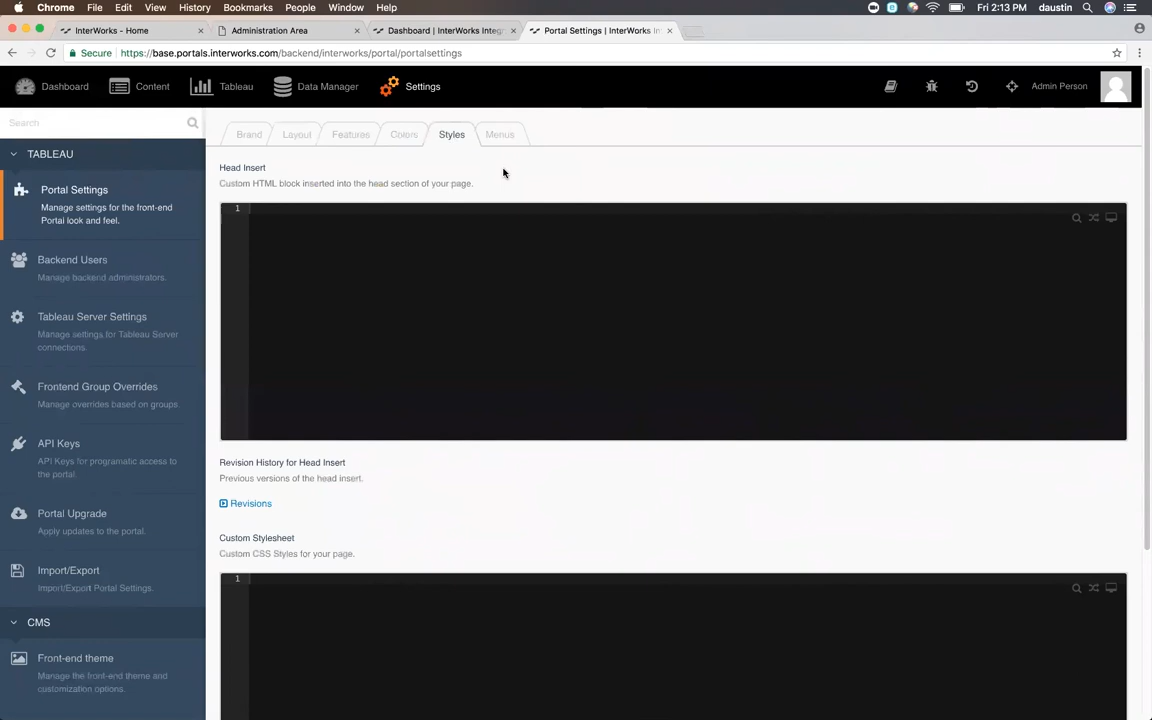 Chrome File Edit View History Bookmarks People Window Help Fri 2:13 PM daustin
InterWorks - Home Administration Area Dashboard | InterWorks Integ Portal Settings | InterWorks In
Secure https://base.portals.interworks.com/backend/interworks/portal/portalsettings
Dashboard Content Tableau Data Manager Settings Admin Person
Search
Brand Layout Features Colors Styles Menus
TABLEAU
Portal Settings
Manage settings for the front-end
Portal look and feel.
Backend Users
Manage backend administrators.
Tableau Server Settings
Manage settings for Tableau Server
connections.
Frontend Group Overrides
Manage overrides based on groups.
API Keys
API Keys for programatic access to
the portal.
Portal Upgrade
Apply updates to the portal.
Import/Export
Import/Export Portal Settings.
CMS
Front-end theme
Manage the front-end theme and
customization options.
Head Insert
Custom HTML block inserted into the head section of your page.
1
Revision History for Head Insert
Previous versions of the head insert.
Revisions
Custom Stylesheet
Custom CSS Styles for your page.
1